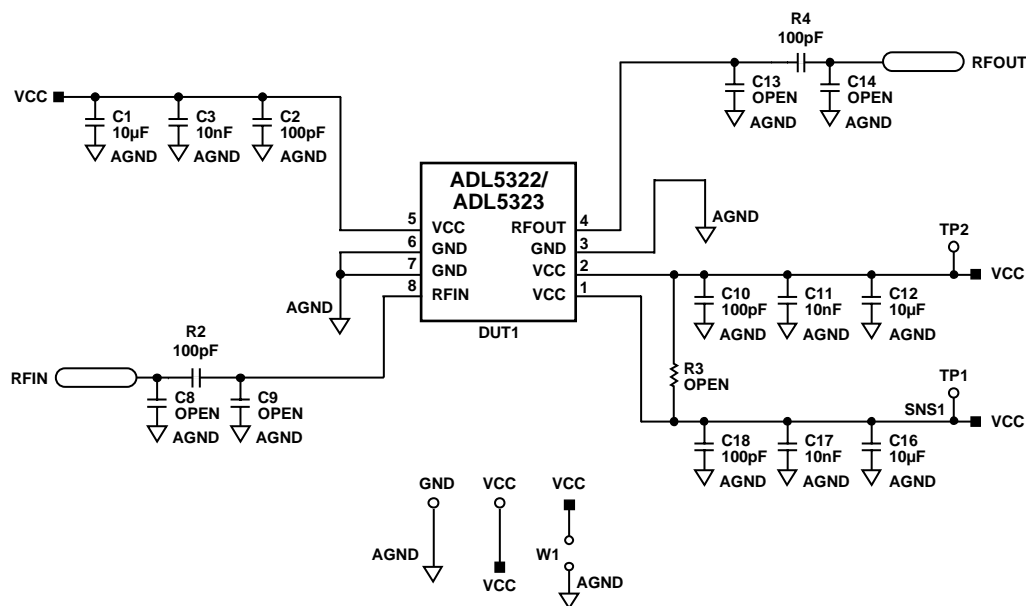 R4
100pF
RFOUT
C13
OPEN
AGND
C14
OPEN
AGND
VCC
C1
10µF
AGND
C3
10nF
AGND
C2
100pF
AGND
ADL5322/
ADL5323
5
VCC
6
GND
7
GND
8
RFIN
RFOUT
4
GND
3
VCC
2
VCC
1
DUT1
AGND
AGND
TP2
VCC
C10
100pF
AGND
C11
10nF
AGND
C12
10µF
AGND
R2
100pF
RFIN
C8
OPEN
AGND
C9
OPEN
AGND
R3
OPEN
TP1
SNS1
VCC
C18
100pF
AGND
C17
10nF
AGND
C16
10µF
AGND
GND
AGND
VCC
VCC
VCC
W1
AGND